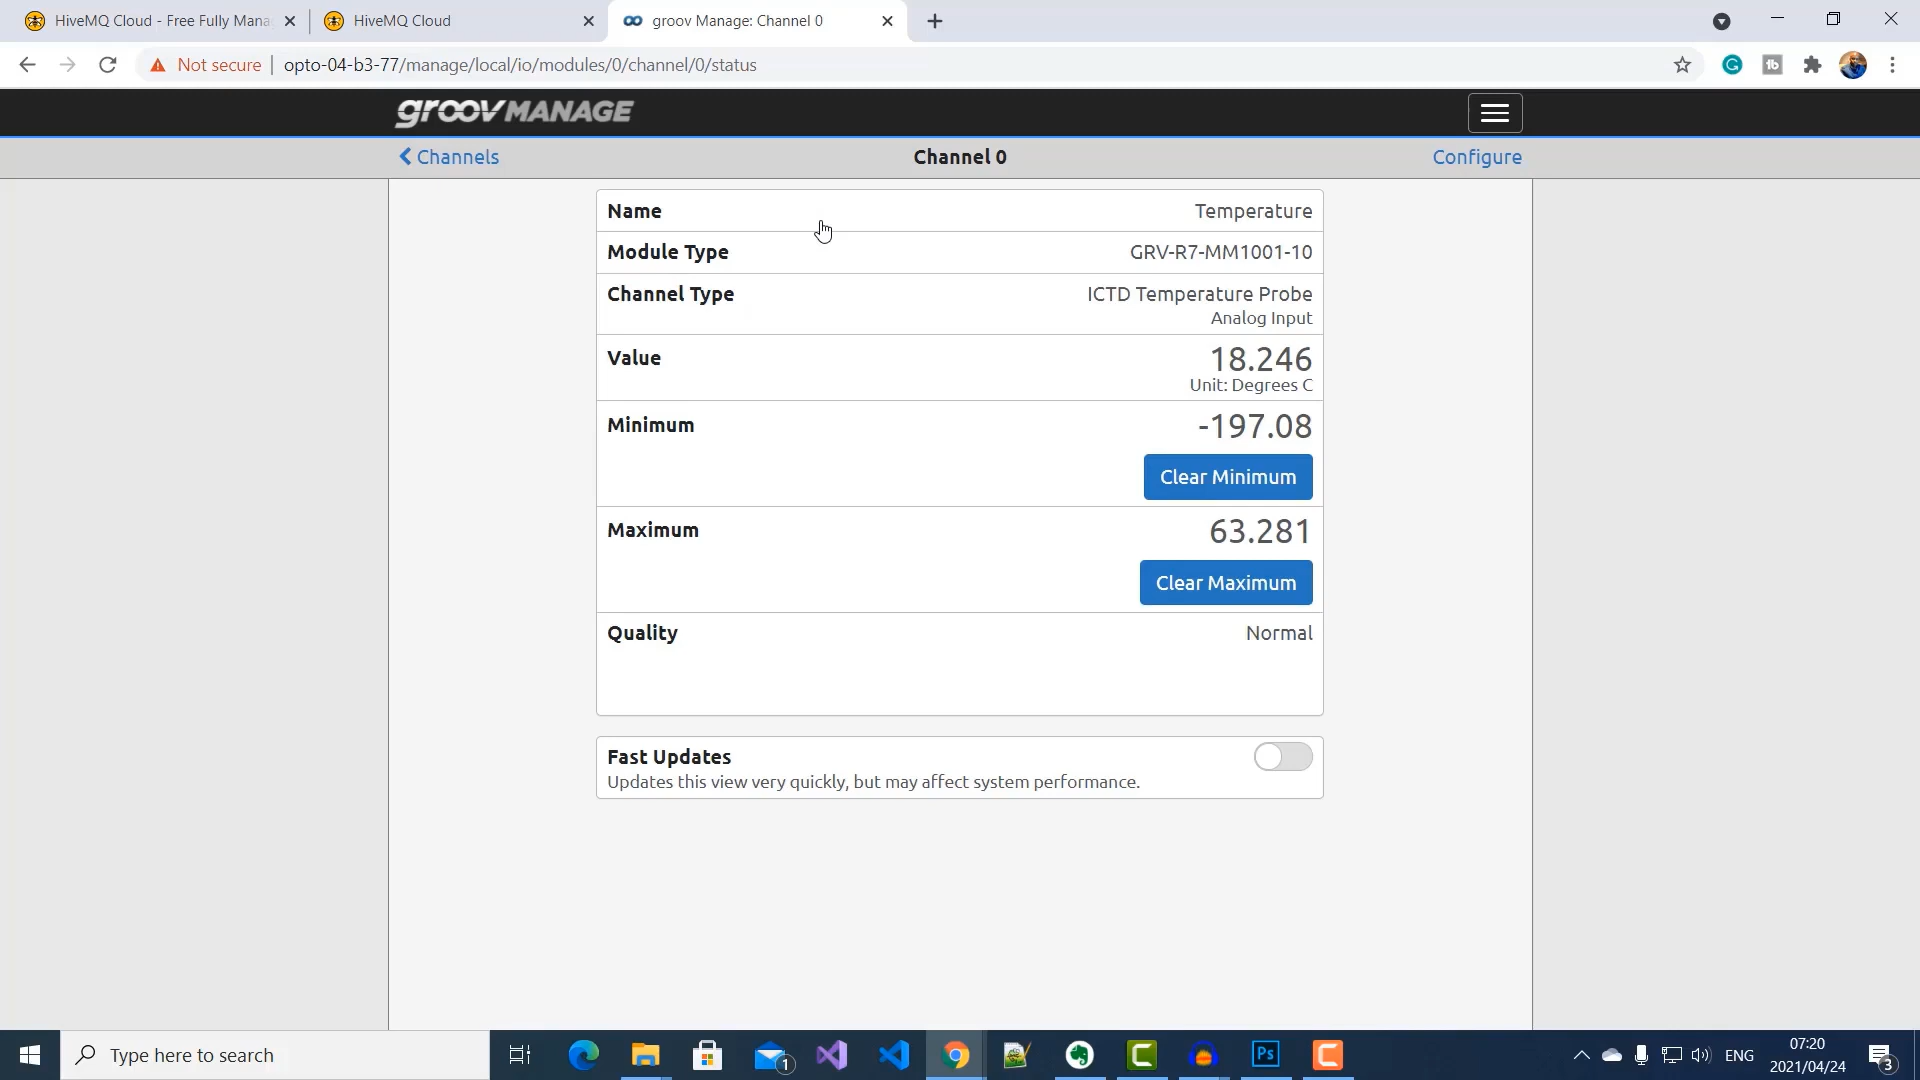 HiveMQ Cloud - Free Fully Mana
HiveMQ Cloud
groov Manage: Channel 0
Not secure
opto-04-b3-77/manage/local/io/modules/0/channel/0/status
groovMANAGE
Channels
Channel 0
Configure
Name
Temperature
Module Type
GRV-R7-MM1001-10
Channel Type
ICTD Temperature Probe
Analog Input
Value
18.246
Unit: Degrees C
Minimum
-197.08
Clear Minimum
Maximum
63.281
Clear Maximum
Quality
Normal
Fast Updates
Updates this view very quickly, but may affect system performance.
Type here to search
1
Ps
ENG
07:20
2021/04/24
3